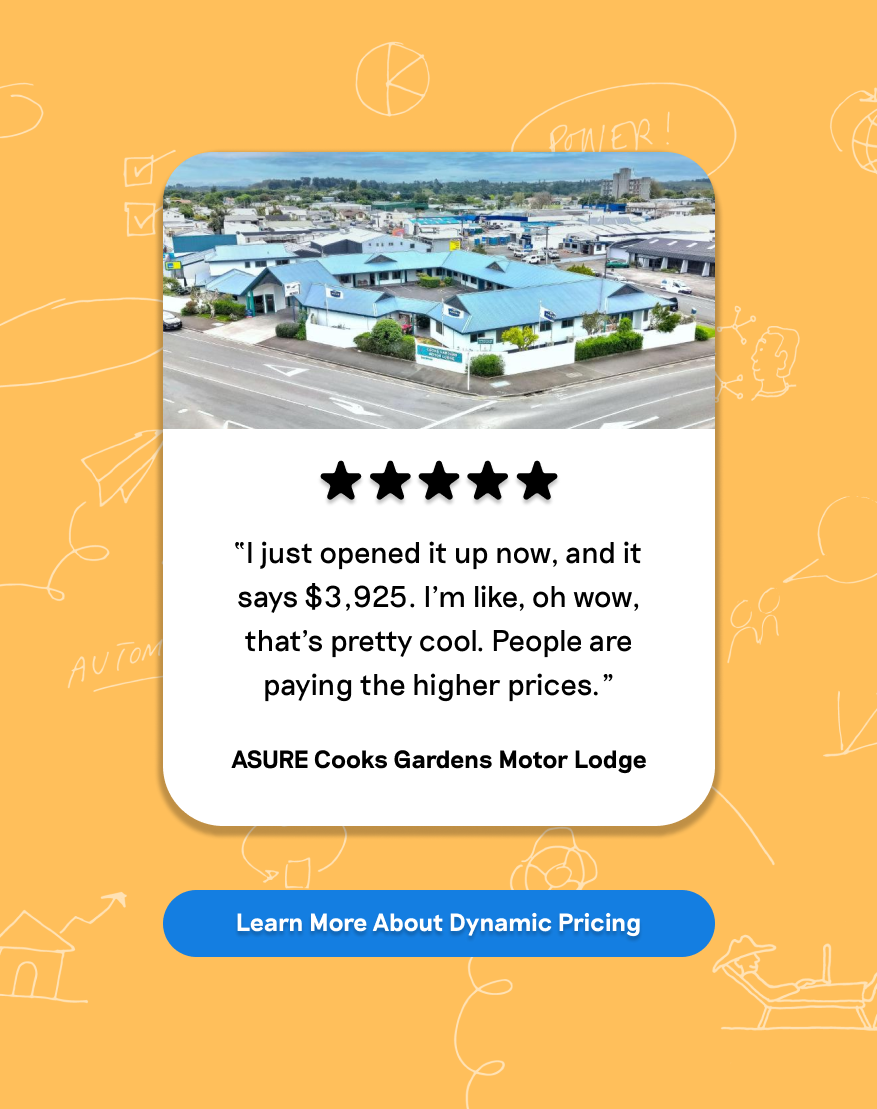 POWER!
AUTOM
“I just opened it up now, and it
says $3,925. I’m like, oh wow,
that’s pretty cool. People are
paying the higher prices.”
ASURE Cooks Gardens Motor Lodge
Learn More About Dynamic Pricing